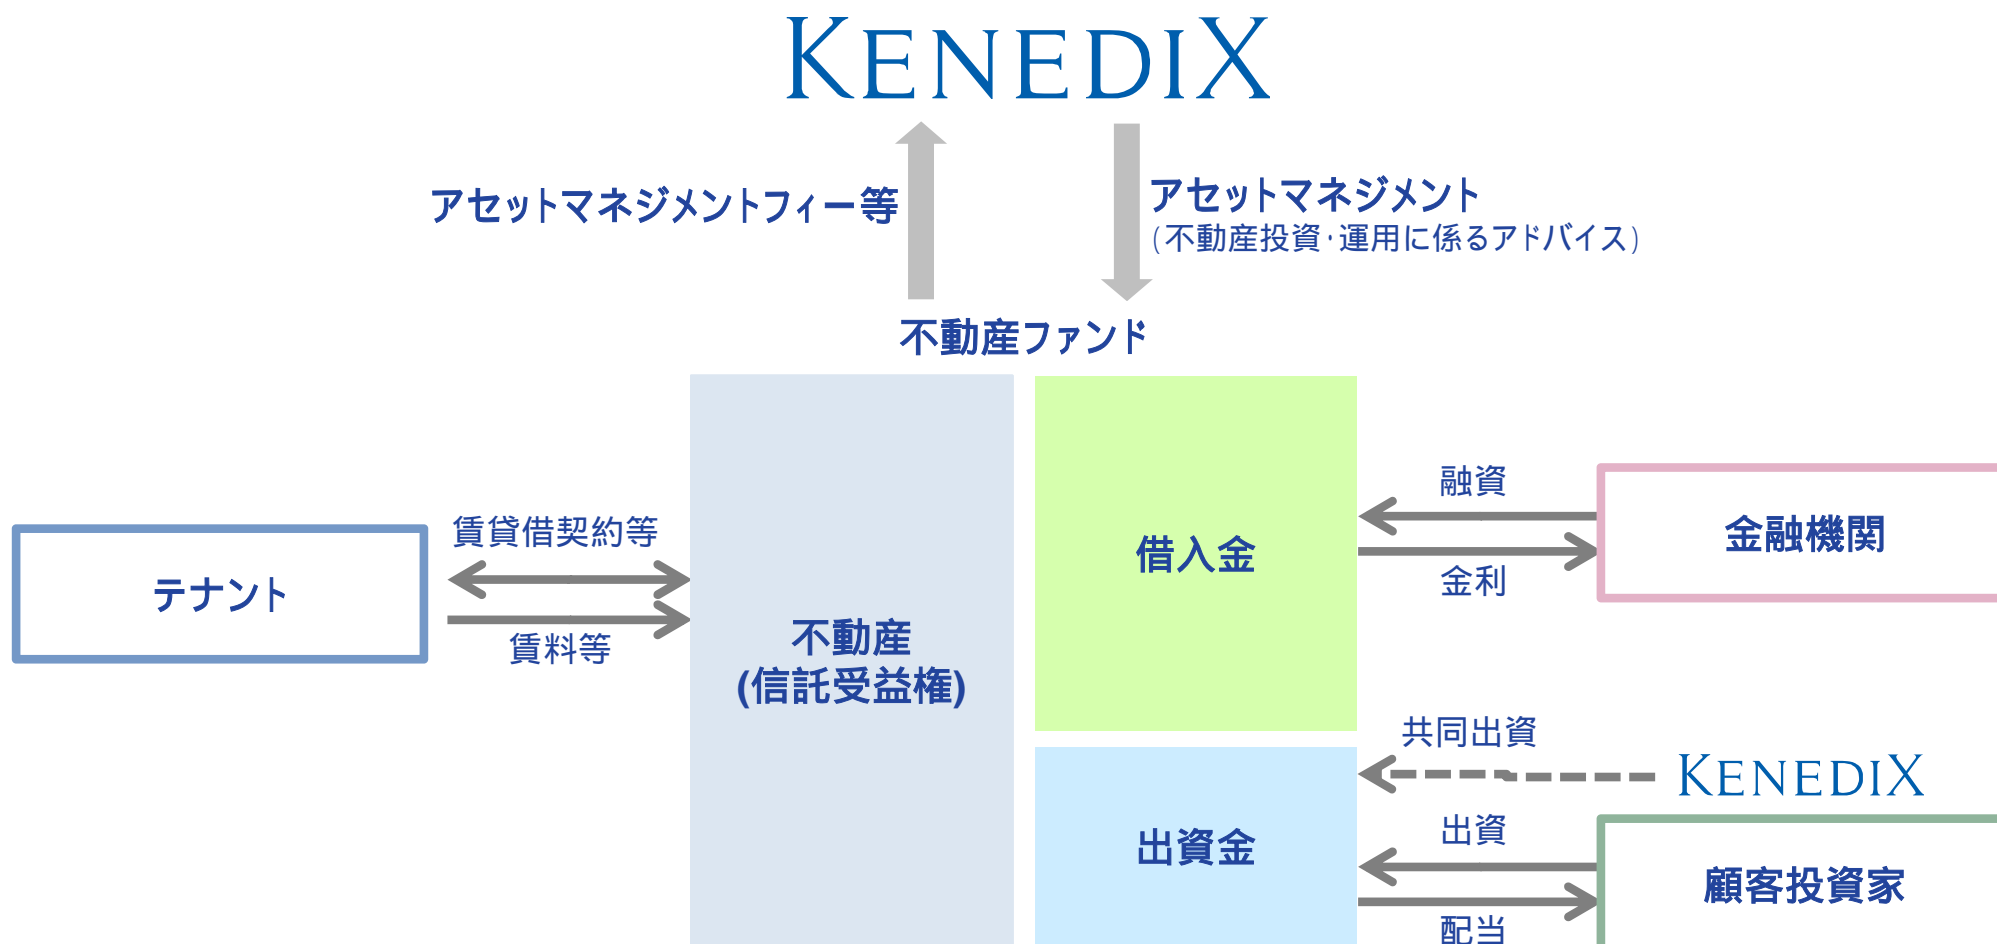 KENEDIX
アセットマネジメントフィー等
アセットマネジメント
(不動産投資・運用に係るアドバイス)
不動産ファンド
融資
金融機関
賃貸借契約等
借入金
テナント
金利
不動産
(信託受益権)
賃料等
共同出資
KENEDIX
出資
出資金
顧客投資家
配当